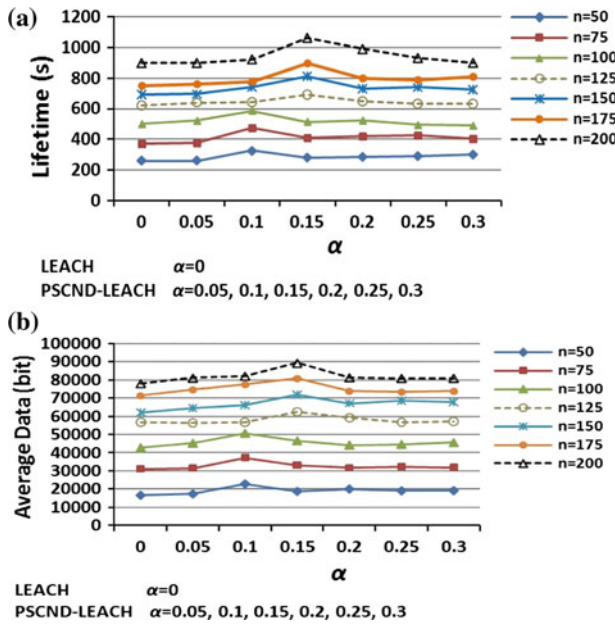 (a)
1200
1000
800
600
400
200
0
Lifetime (s)
0 0.05 0.1 0.15 0.2 0.25 0.3
α
n=50
n=75
n=100
n=125
n=150
n=175
n=200
LEACH α=0
PSCND-LEACH α=0.05, 0.1, 0.15, 0.2, 0.25, 0.3
(b)
100000
90000
80000
70000
60000
50000
40000
30000
20000
10000
0
Average Data (bit)
0 0.05 0.1 0.15 0.2 0.25 0.3
α
n=50
n=75
n=100
n=125
n=150
n=175
n=200
LEACH α=0
PSCND-LEACH α=0.05, 0.1, 0.15, 0.2, 0.25, 0.3